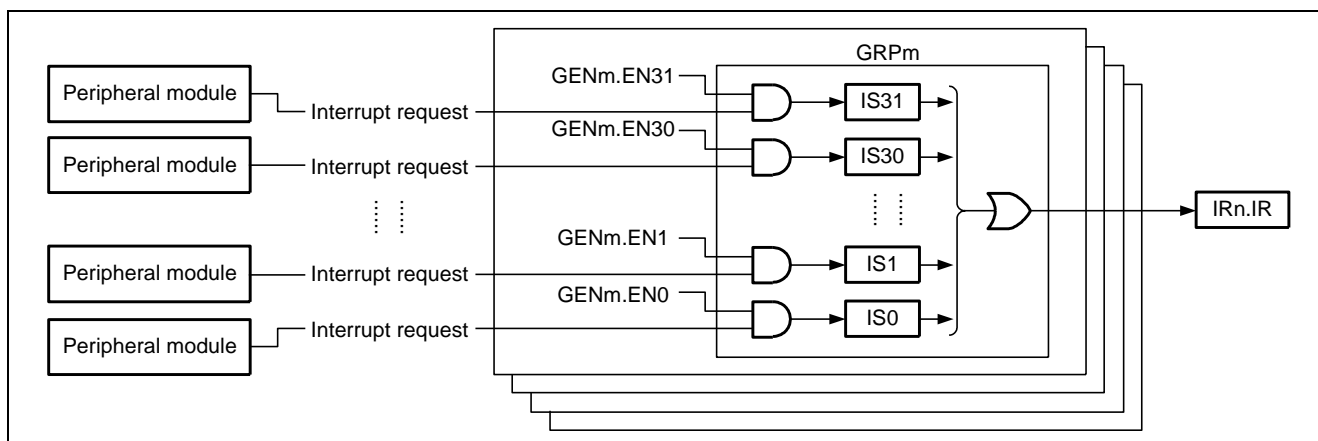 GRPm
GENm.EN31
Peripheral module
Interrupt request
IS31
GENm.EN30
Peripheral module
Interrupt request
IS30
IRn.IR
GENm.EN1
Peripheral module
Interrupt request
IS1
GENm.EN0
Peripheral module
Interrupt request
IS0